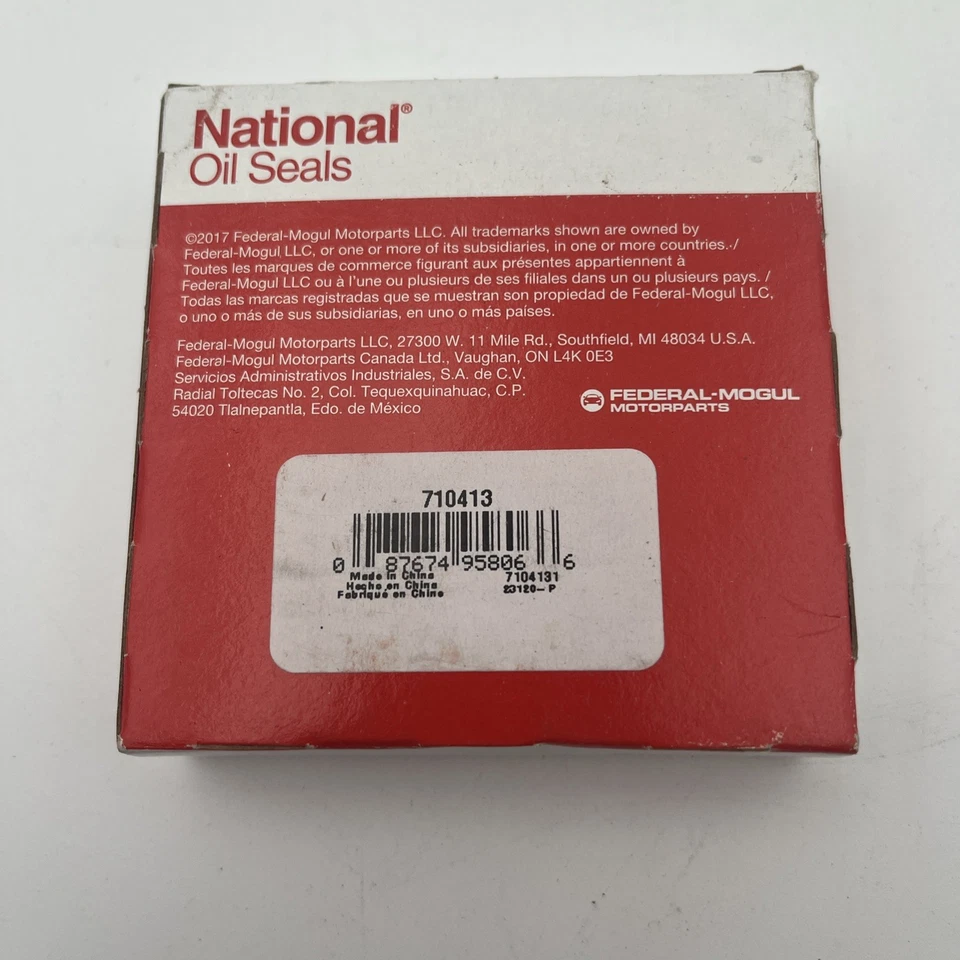 National®
Oil Seals
©2017 Federal-Mogul Motorparts LLC. All trademarks shown are owned by
Federal-Mogul LLC, or one or more of its subsidiaries, in one or more countries. /
Toutes les marques de commerce figurant aux présentes appartiennent à
Federal-Mogul LLC ou à l'une ou plusieurs de ses filiales dans un ou plusieurs pays. /
Todas las marcas registradas que se muestran son propiedad de Federal-Mogul LLC,
o uno o más de sus subsidiarias, en uno o más países.
Federal-Mogul Motorparts LLC, 27300 W. 11 Mile Rd., Southfield, MI 48034 U.S.A.
Federal-Mogul Motorparts Canada Ltd., Vaughan, ON L4K 0E3
Servicios Administrativos Industriales, S.A. de C.V.
Radial Toltecas No. 2, Col. Tequexquinahuac, C.P.
54020 Tlalnepantla, Edo. de México
FEDERAL-MOGUL
MOTORPARTS
710413
0 87674 95806 6
Made in China 7104131
Hecho en China 23120- P
Fabriqué en Chine